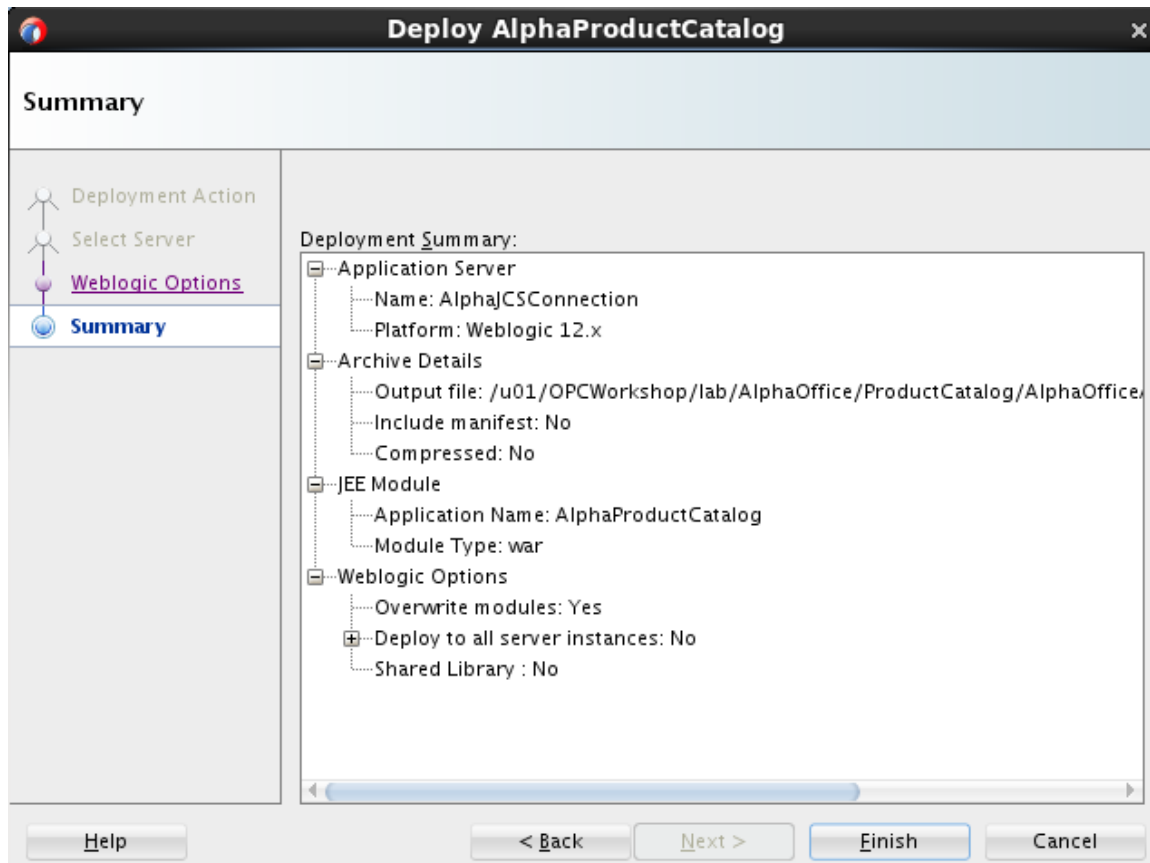 Deploy AlphaProductCatalog
Summary
Deployment Action
Select Server
Weblogic Options
Summary
Deployment Summary:
Application Server
Name: AlphaJCSConnection
Platform: Weblogic 12.x
Archive Details
Output file: /u01/OPCWorkshop/lab/AlphaOffice/ProductCatalog/AlphaOffice
Include manifest: No
Compressed: No
JEE Module
Application Name: AlphaProductCatalog
Module Type: war
Weblogic Options
Overwrite modules: Yes
Deploy to all server instances: No
Shared Library : No
Help
< Back
Next >
Finish
Cancel